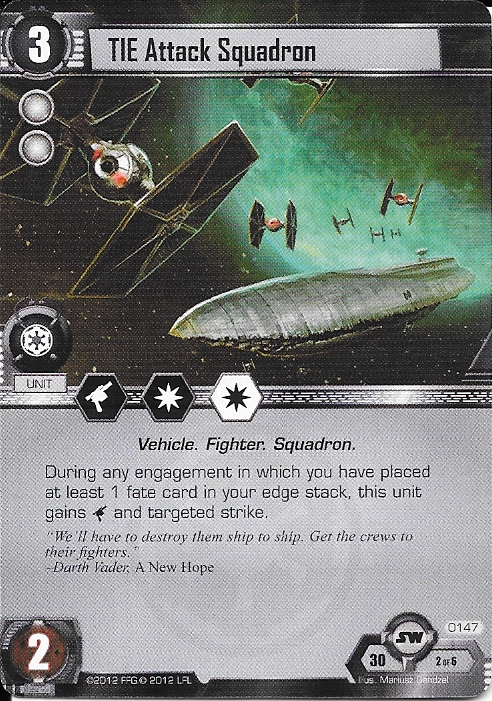 3
TIE Attack Squadron
UNIT
Vehicle. Fighter. Squadron.
During any engagement in which you have placed
at least 1 fate card in your edge stack, this unit
gains and targeted strike.
"We'll have to destroy them ship to ship. Get the crews to
their fighters."
-Darth Vader, A New Hope
2
©2012 FFG © 2012 LFL
0147
SW
30
2 of 6
Illus. Mariusz Gandzel